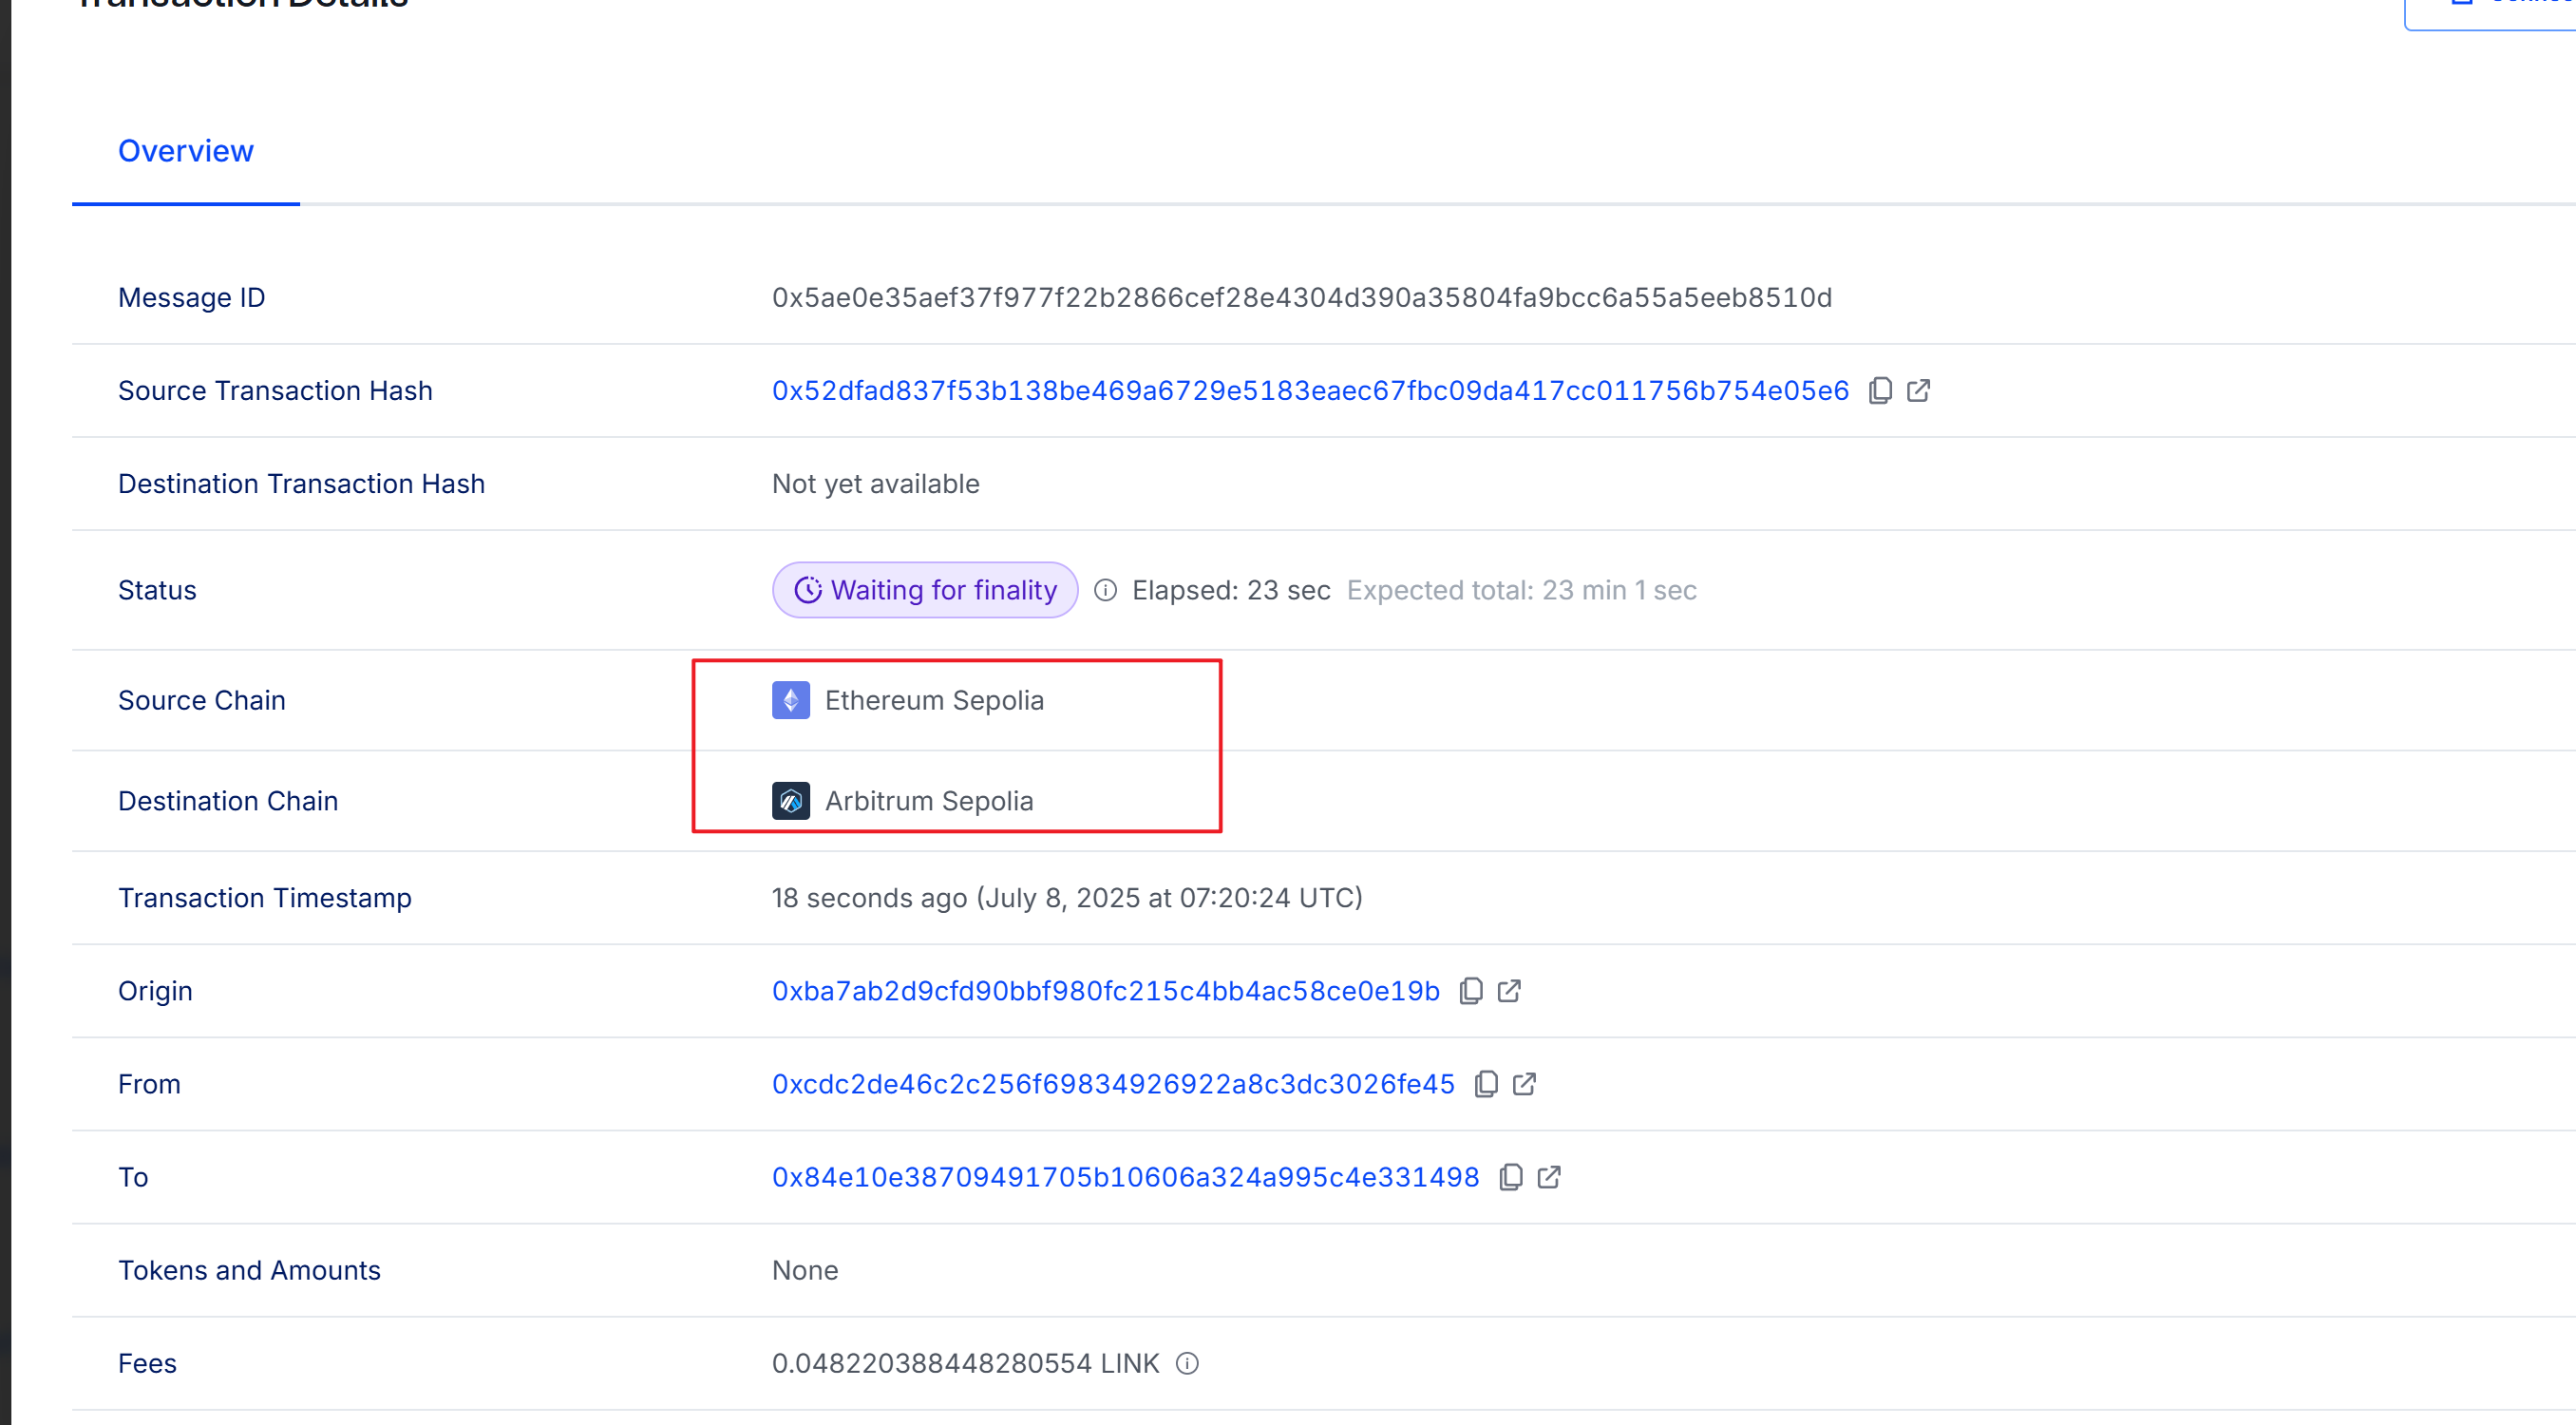 Transaction Details
Overview
Message ID 0x5ae0e35aef37f977f22b2866cef28e4304d390a35804fa9bcc6a55a5eeb8510d
Source Transaction Hash 0x52dfad837f53b138be469a6729e5183eaec67fbc09da417cc011756b754e05e6
Destination Transaction Hash Not yet available
Status Waiting for finality Elapsed: 23 sec Expected total: 23 min 1 sec
Source Chain Ethereum Sepolia
Destination Chain Arbitrum Sepolia
Transaction Timestamp 18 seconds ago (July 8, 2025 at 07:20:24 UTC)
Origin 0xba7ab2d9cfd90bbf980fc215c4bb4ac58ce0e19b
From 0xcdc2de46c2c256f69834926922a8c3dc3026fe45
To 0x84e10e38709491705b10606a324a995c4e331498
Tokens and Amounts None
Fees 0.048220388448280554 LINK